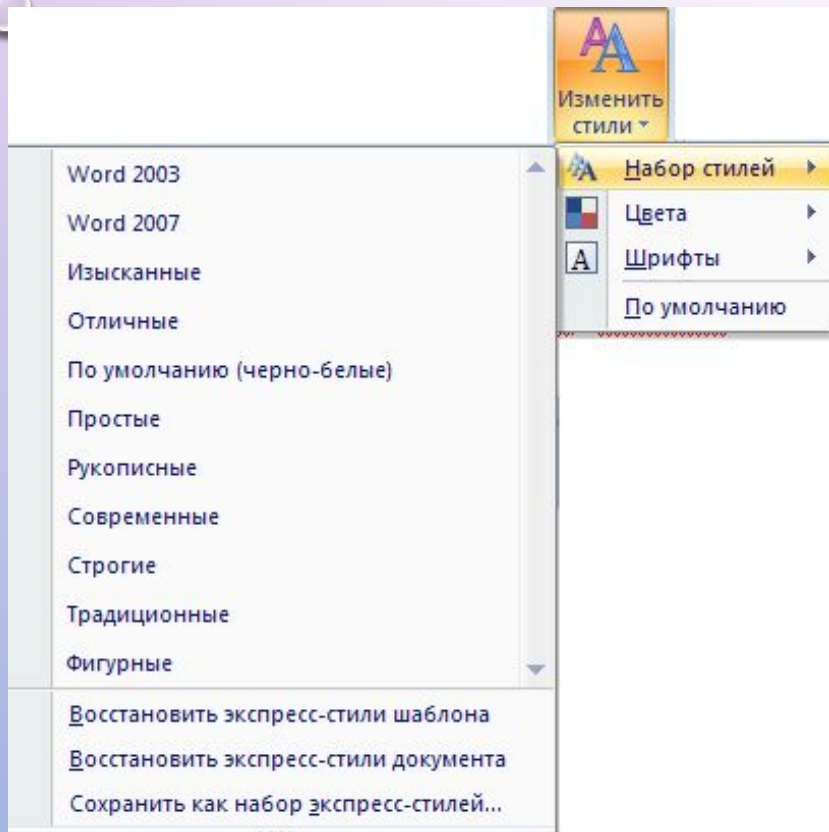 Изменить
стили
Набор стилей
Цвета
Шрифты
По умолчанию
Word 2003
Word 2007
Изысканные
Отличные
По умолчанию (черно-белые)
Простые
Рукописные
Современные
Строгие
Традиционные
Фигурные
Восстановить экспресс-стили шаблона
Восстановить экспресс-стили документа
Сохранить как набор экспресс-стилей...